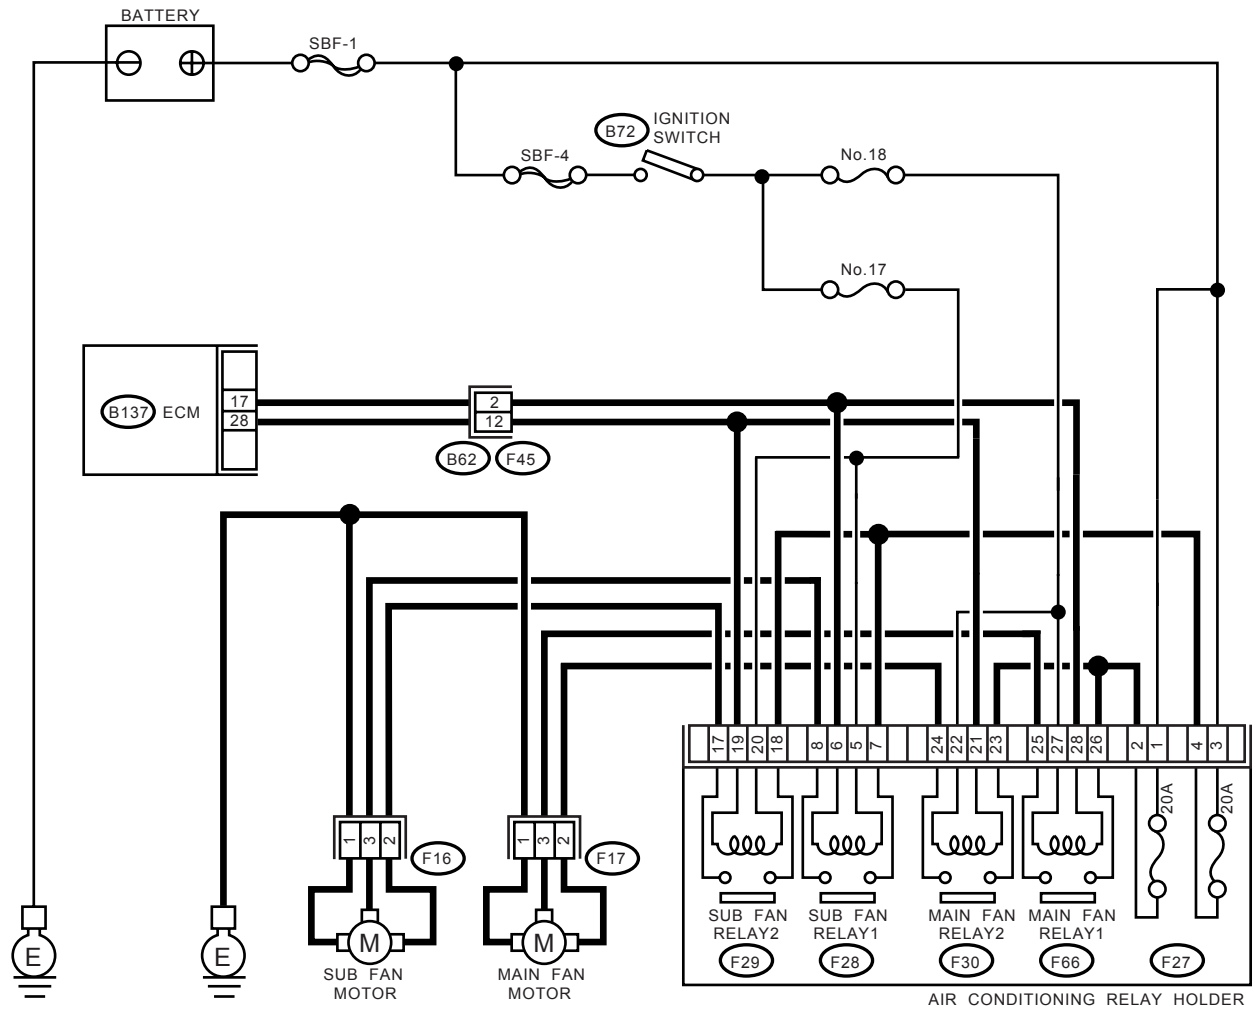 BATTERY
SBF-1
B72
IGNITION
SWITCH
SBF-4
No.18
No.17
B137 ECM
17
28
2
12
B62 F45
17 19 20 18 8 6 5 7 24 22 21 23 25 27 28 26 2 1 4 3
20A 20A
1 3 2
F16
1 3 2
F17
M
M
E
E
SUB FAN
MOTOR
MAIN FAN
MOTOR
SUB FAN
RELAY2
F29
SUB FAN
RELAY1
F28
MAIN FAN
RELAY2
F30
MAIN FAN
RELAY1
F66
F27
AIR CONDITIONING RELAY HOLDER